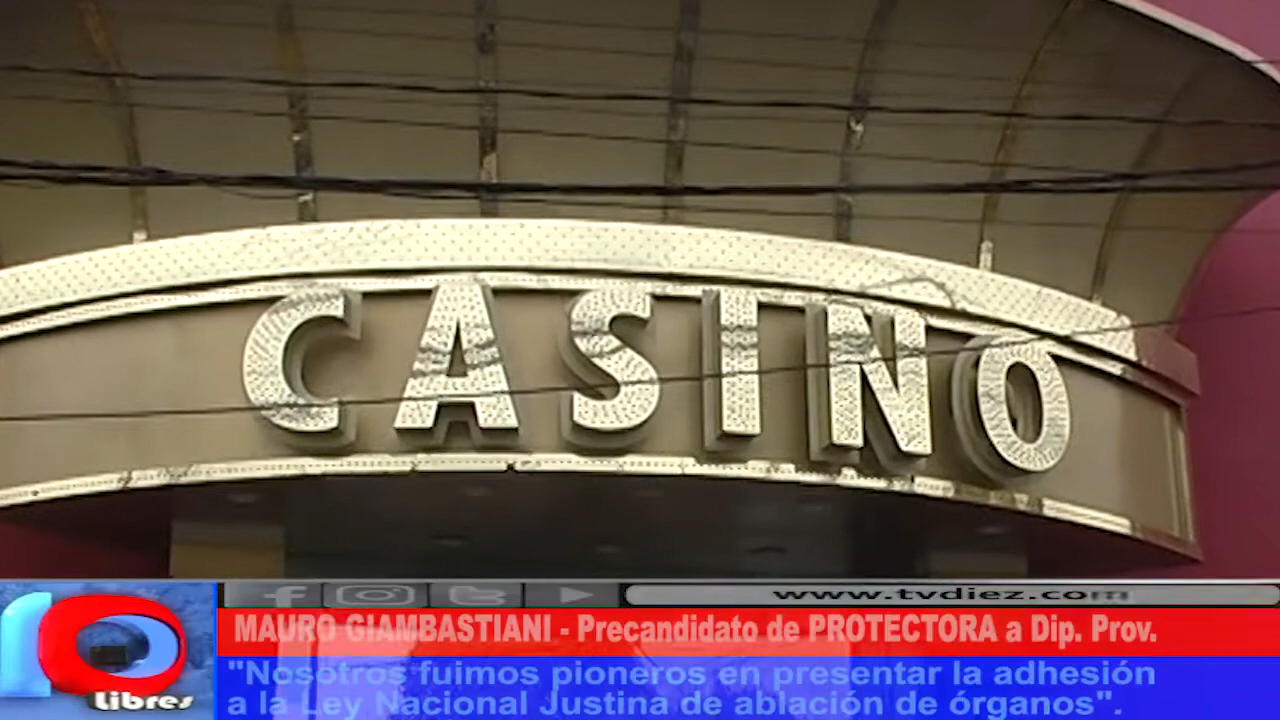 CASINO
www.tvdiez.com
MAURO GIAMBASTIANI - Precandidato de PROTECTORA a Dip. Prov.
"Nosotros fuimos pioneros en presentar la adhesión
a la Ley Nacional Justina de ablación de órganos".
10
Libres